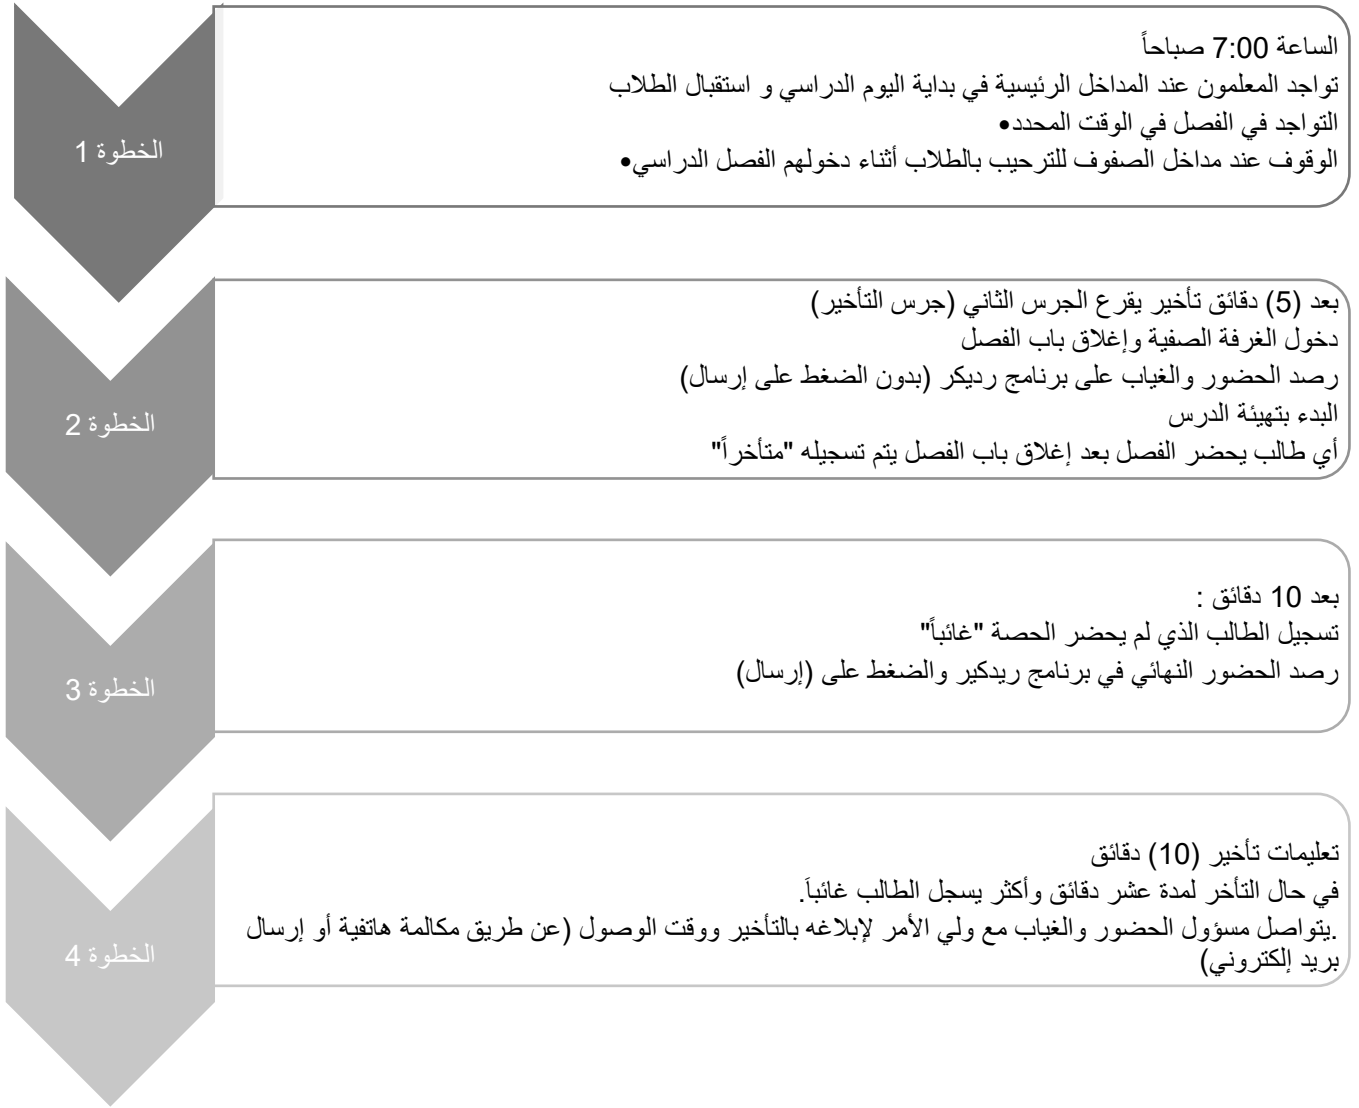 الخطوة 1
الساعة 7:00 صباحاً
تواجد المعلمون عند المداخل الرئيسية في بداية اليوم الدراسي و استقبال الطلاب
التواجد في الفصل في الوقت المحدد•
الوقوف عند مداخل الصفوف للترحيب بالطلاب أثناء دخولهم الفصل الدراسي•
الخطوة 2
بعد (5) دقائق تأخير يقرع الجرس الثاني (جرس التأخير)
دخول الغرفة الصفية وإغلاق باب الفصل
رصد الحضور والغياب على برنامج رديكر (بدون الضغط على إرسال)
البدء بتهيئة الدرس
أي طالب يحضر الفصل بعد إغلاق باب الفصل يتم تسجيله "متأخراً"
الخطوة 3
بعد 10 دقائق :
تسجيل الطالب الذي لم يحضر الحصة "غائباً"
رصد الحضور النهائي في برنامج ريدكير والضغط على (إرسال)
الخطوة 4
تعليمات تأخير (10) دقائق
في حال التأخر لمدة عشر دقائق وأكثر يسجل الطالب غائباَ.
.يتواصل مسؤول الحضور والغياب مع ولي الأمر لإبلاغه بالتأخير ووقت الوصول (عن طريق مكالمة هاتفية أو إرسال
بريد إلكتروني)